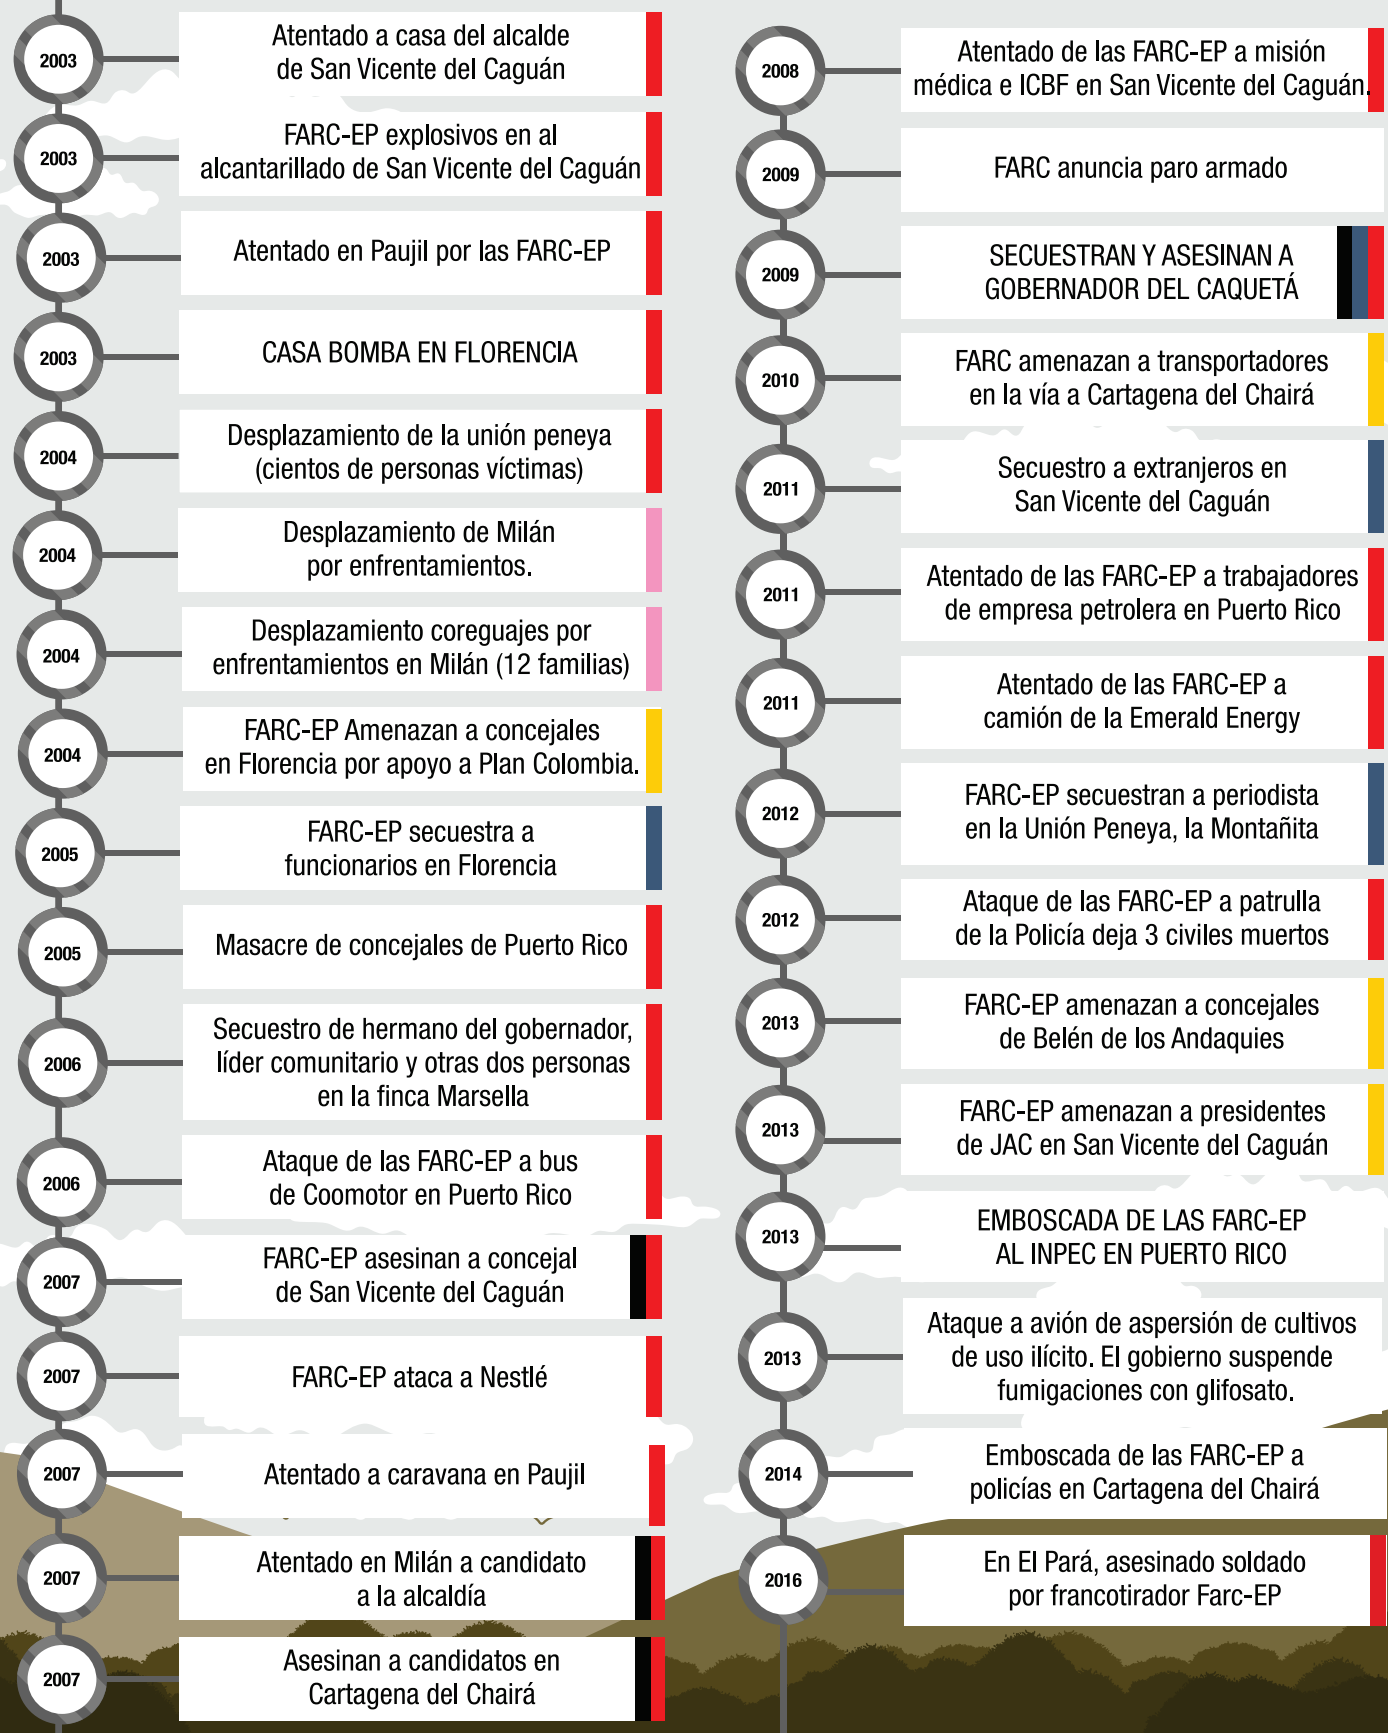 2003
Atentado a casa del alcalde
de San Vicente del Caguán
2003
FARC-EP explosivos en al
alcantarillado de San Vicente del Caguán
2003
Atentado en Paujil por las FARC-EP
2003
CASA BOMBA EN FLORENCIA
2004
Desplazamiento de la unión peneya
(cientos de personas víctimas)
2004
Desplazamiento de Milán
por enfrentamientos.
2004
Desplazamiento coreguajes por
enfrentamientos en Milán (12 familias)
2004
FARC-EP Amenazan a concejales
en Florencia por apoyo a Plan Colombia.
2005
FARC-EP secuestra a
funcionarios en Florencia
2005
Masacre de concejales de Puerto Rico
2006
Secuestro de hermano del gobernador,
líder comunitario y otras dos personas
en la finca Marsella
2006
Ataque de las FARC-EP a bus
de Coomotor en Puerto Rico
2007
FARC-EP asesinan a concejal
de San Vicente del Caguán
2007
FARC-EP ataca a Nestlé
2007
Atentado a caravana en Paujil
2007
Atentado en Milán a candidato
a la alcaldía
2007
Asesinan a candidatos en
Cartagena del Chairá
2008
Atentado de las FARC-EP a misión
médica e ICBF en San Vicente del Caguán.
2009
FARC anuncia paro armado
2009
SECUESTRAN Y ASESINAN A
GOBERNADOR DEL CAQUETÁ
2010
FARC amenazan a transportadores
en la vía a Cartagena del Chairá
2011
Secuestro a extranjeros en
San Vicente del Caguán
2011
Atentado de las FARC-EP a trabajadores
de empresa petrolera en Puerto Rico
2011
Atentado de las FARC-EP a
camión de la Emerald Energy
2012
FARC-EP secuestran a periodista
en la Unión Peneya, la Montañita
2012
Ataque de las FARC-EP a patrulla
de la Policía deja 3 civiles muertos
2013
FARC-EP amenazan a concejales
de Belén de los Andaquies
2013
FARC-EP amenazan a presidentes
de JAC en San Vicente del Caguán
2013
EMBOSCADA DE LAS FARC-EP
AL INPEC EN PUERTO RICO
2013
Ataque a avión de aspersión de cultivos
de uso ilícito. El gobierno suspende
fumigaciones con glifosato.
2014
Emboscada de las FARC-EP a
policías en Cartagena del Chairá
2016
En El Pará, asesinado soldado
por francotirador Farc-EP